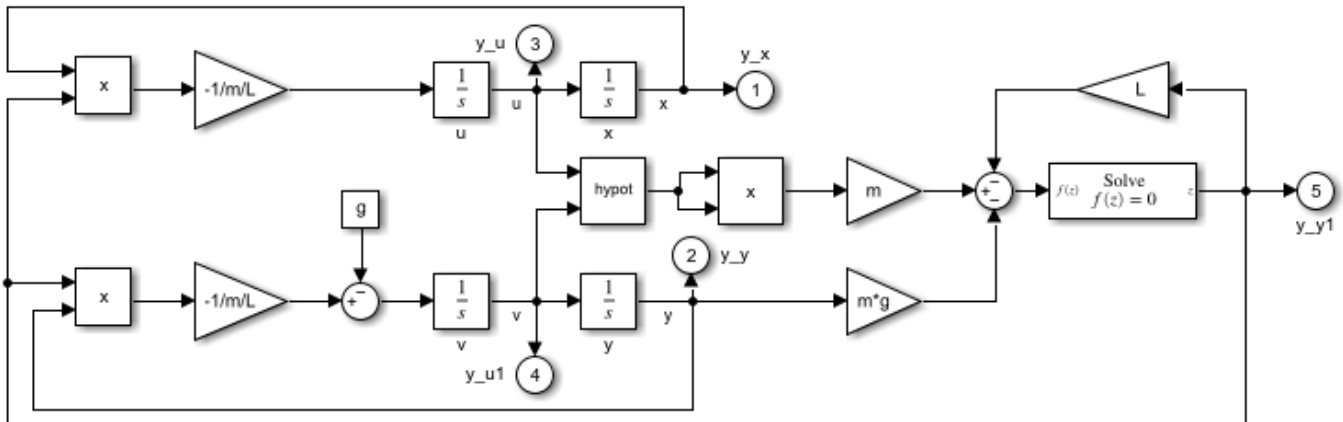 y_u
3
y_x
x
-1/m/L
1
s
u
u
1
s
x
x
1
L
hypot
x
m
+
−
−
f(z)
Solve
f(z) = 0
z
5
y_y1
g
2
y_y
x
-1/m/L
+
−
1
s
v
v
1
s
y
y
m*g
y_u1
4